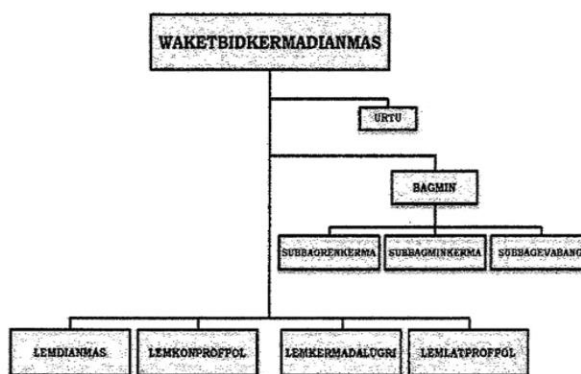 WAKETBIDKERMADIANMAS
URTU
BAGMIN
SUBBAGRENKERMA SUBBAGMINKERMA SUBBAGEVABANG
LEMDIANMAS LEMKONPROFPOL LEMKERMADALUGRI LEMLATPROFPOL